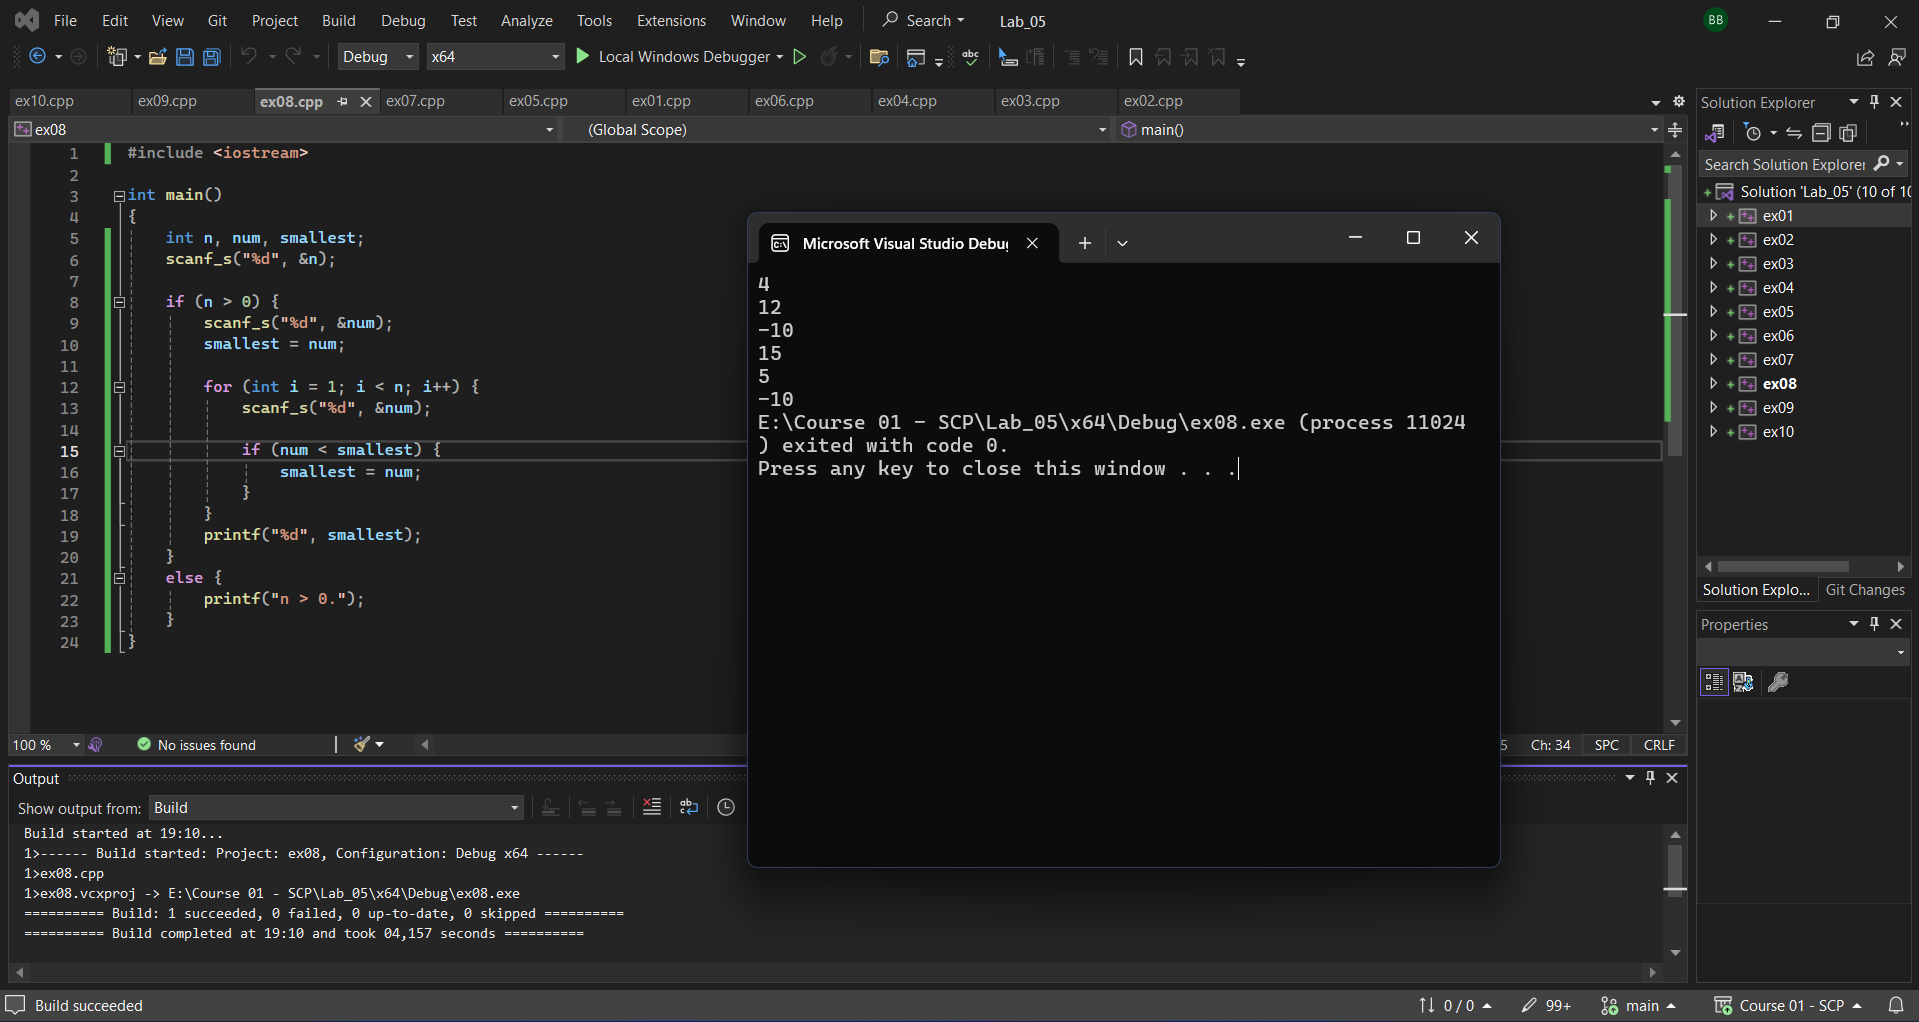 File Edit View Git Project Build Debug Test Analyze Tools Extensions Window Help Search Lab_05 BB
Debug x64 Local Windows Debugger abc
ex10.cpp ex09.cpp ex08.cpp ex07.cpp ex05.cpp ex01.cpp ex06.cpp ex04.cpp ex03.cpp ex02.cpp
ex08 (Global Scope) main()
1 #include <iostream>
2
3 int main()
4 {
5 int n, num, smallest;
6 scanf_s("%d", &n);
7
8 if (n > 0) {
9 scanf_s("%d", &num);
10 smallest = num;
11
12 for (int i = 1; i < n; i++) {
13 scanf_s("%d", &num);
14
15 if (num < smallest) {
16 smallest = num;
17 }
18 }
19 printf("%d", smallest);
20 }
21 else {
22 printf("n > 0.");
23 }
24 }
Microsoft Visual Studio Debu
4
12
-10
15
5
-10
E:\Course 01 - SCP\Lab_05\x64\Debug\ex08.exe (process 11024
) exited with code 0.
Press any key to close this window . . .
100 % No issues found
5 Ch: 34 SPC CRLF
Output
Show output from: Build
Build started at 19:10...
1>------ Build started: Project: ex08, Configuration: Debug x64 ------
1>ex08.cpp
1>ex08.vcxproj -> E:\Course 01 - SCP\Lab_05\x64\Debug\ex08.exe
========== Build: 1 succeeded, 0 failed, 0 up-to-date, 0 skipped ==========
========== Build completed at 19:10 and took 04,157 seconds ==========
Solution Explorer
Search Solution Explorer
Solution 'Lab_05' (10 of 10
ex01
ex02
ex03
ex04
ex05
ex06
ex07
ex08
ex09
ex10
Solution Explo... Git Changes
Properties
Build succeeded 0 / 0 99+ main Course 01 - SCP